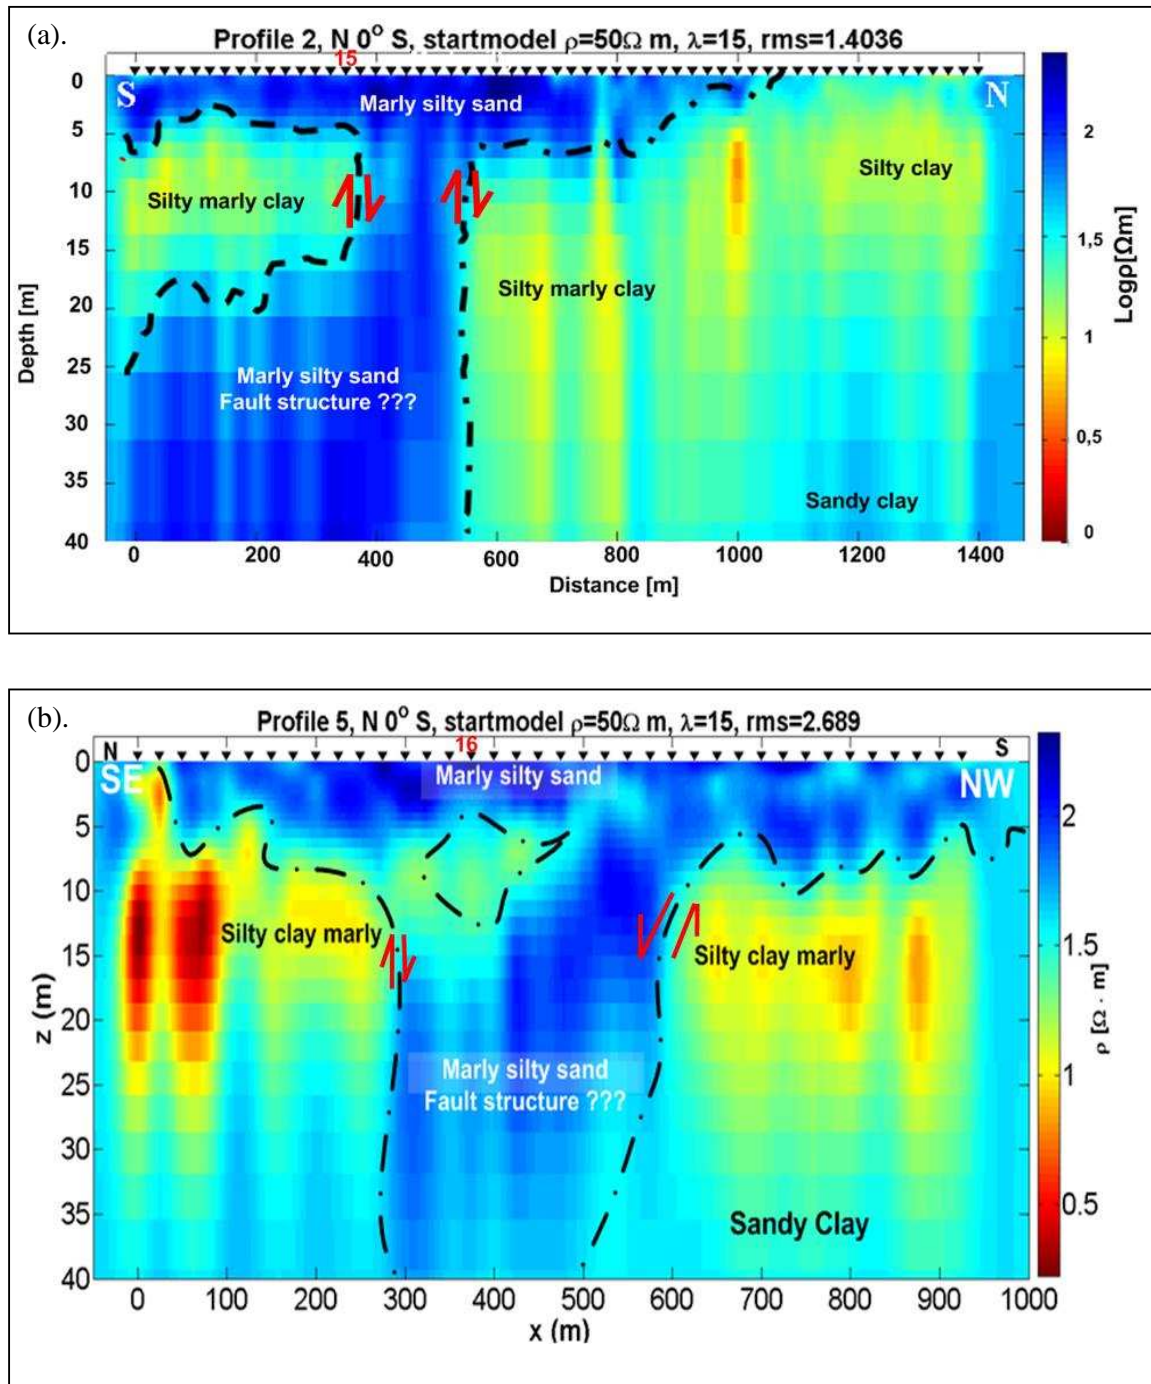 (a).
Profile 2, N 0° S, startmodel ρ=50Ω m, λ=15, rms=1.4036
15
S
N
Marly silty sand
Silty marly clay
Silty clay
Silty marly clay
Marly silty sand
Fault structure ???
Sandy clay
0
5
10
15
20
25
30
35
40
Depth [m]
0 200 400 600 800 1000 1200 1400
Distance [m]
2
1.5
1
0,5
0
Logρ[Ωm]
(b).
Profile 5, N 0° S, startmodel ρ=50Ω m, λ=15, rms=2.689
N 16 S
SE
NW
Marly silty sand
Silty clay marly
Silty clay marly
Marly silty sand
Fault structure ???
Sandy Clay
0
5
10
15
20
25
30
35
40
z (m)
0 100 200 300 400 500 600 700 800 900 1000
x (m)
2
1.5
1
0.5
ρ [Ω · m]